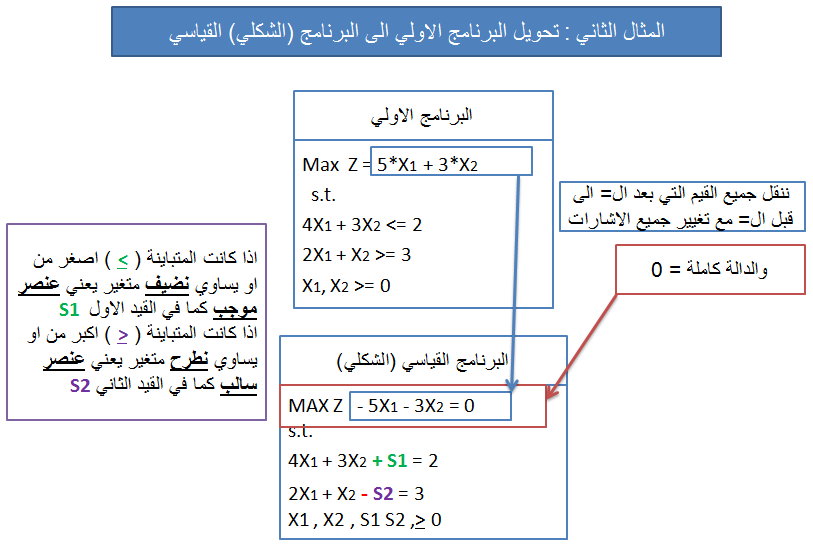 المثال الثاني : تحويل البرنامج الاولي الى البرنامج (الشكلي) القياسي
البرنامج الاولي
Max Z = 5*X1 + 3*X2
s.t.
4X1 + 3X2 <= 2
2X1 + X2 >= 3
X1, X2 >= 0
ننقل جميع القيم التي بعد ال= الى
قبل ال= مع تغيير جميع الاشارات
والدالة كاملة = 0
اذا كانت المتباينة ( ≤ ) اصغر من
او يساوي نضيف متغير يعني عنصر
موجب كما في القيد الاول S1
اذا كانت المتباينة ( ≥ ) اكبر من او
يساوي نطرح متغير يعني عنصر
سالب كما في القيد الثاني S2
البرنامج القياسي (الشكلي)
MAX Z - 5X1 - 3X2 = 0
s.t.
4X1 + 3X2 + S1 = 2
2X1 + X2 - S2 = 3
X1 , X2 , S1 S2 ,≥ 0